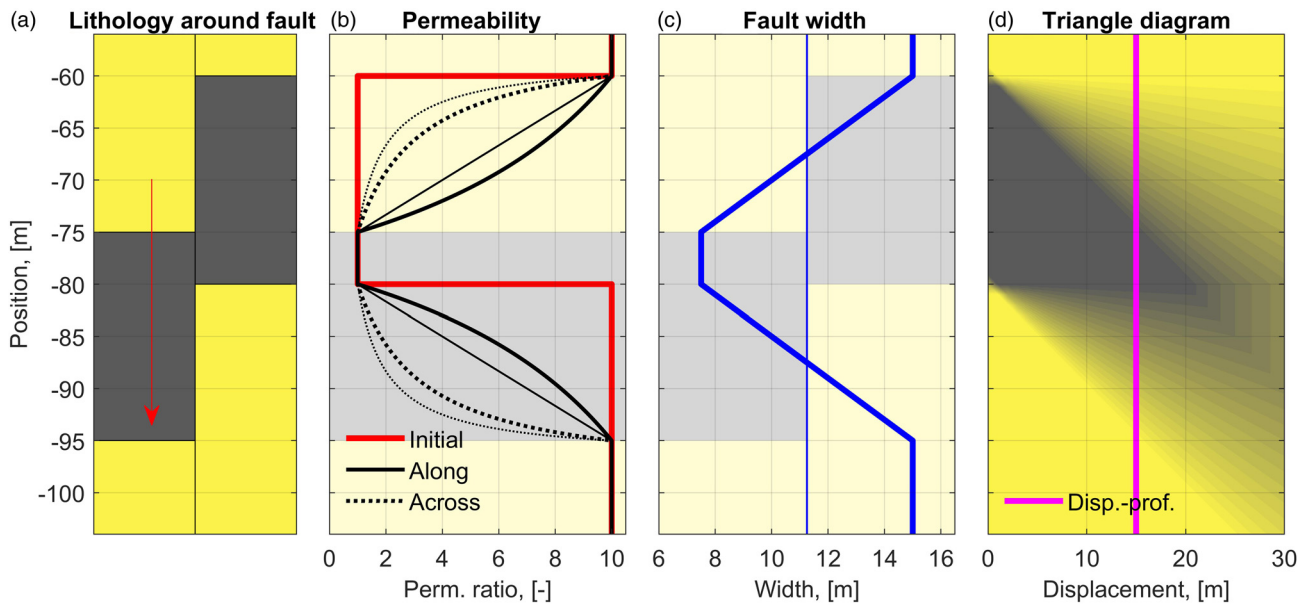 (a) Lithology around fault
(b) Permeability
(c) Fault width
(d) Triangle diagram
Position, [m]
-60
-65
-70
-75
-80
-85
-90
-95
-100
Initial
Along
Across
Disp.-prof.
0 2 4 6 8 10
Perm. ratio, [-]
6 8 10 12 14 16
Width, [m]
0 10 20 30
Displacement, [m]